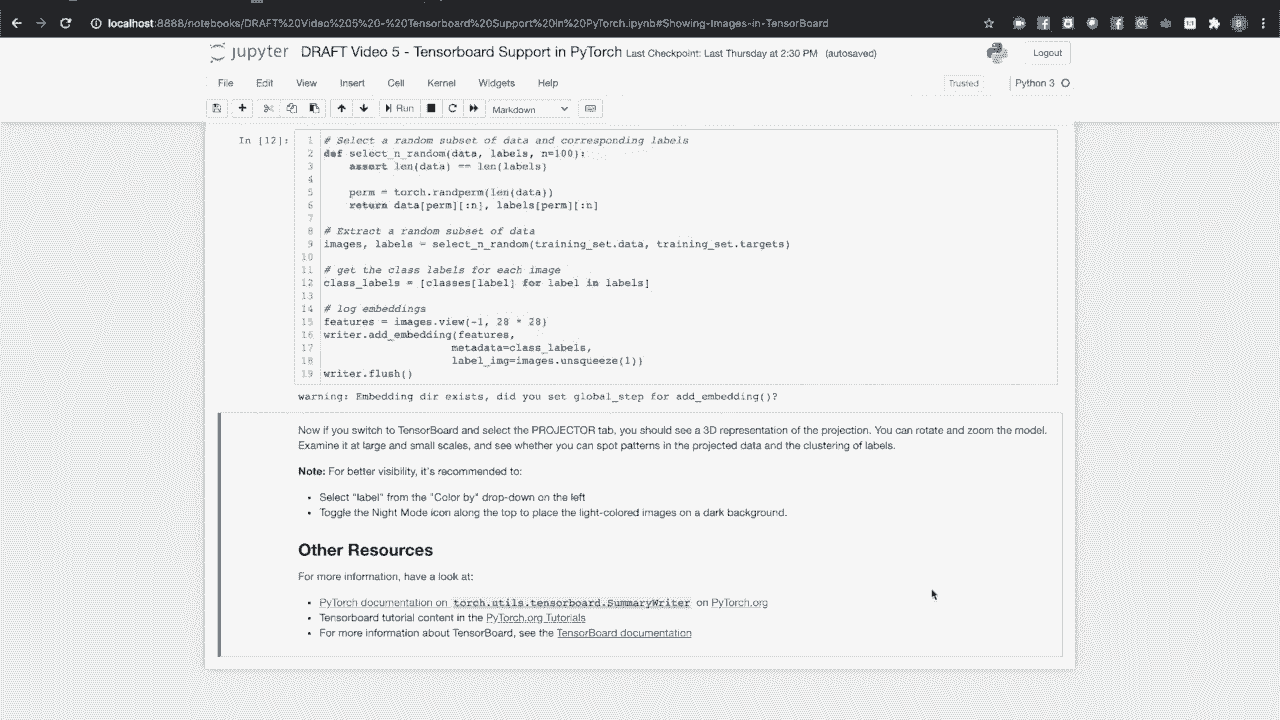 localhost:8888/notebooks/DRAFT%20Video%205%20-%20Tensorboard%20Support%20in%20PyTorch.ipynb#Showing-Images-in-TensorBoard
jupyter DRAFT Video 5 - Tensorboard Support in PyTorch Last Checkpoint: Last Thursday at 2:30 PM (autosaved) Logout
File Edit View Insert Cell Kernel Widgets Help Trusted Python 3
Run Markdown
In [12]:
1 # Select a random subset of data and corresponding labels
2 def select_n_random(data, labels, n=100):
3 assert len(data) == len(labels)
4
5 perm = torch.randperm(len(data))
6 return data[perm][:n], labels[perm][:n]
7
8 # Extract a random subset of data
9 images, labels = select_n_random(training_set.data, training_set.targets)
10
11 # get the class labels for each image
12 class_labels = [classes[label] for label in labels]
13
14 # log embeddings
15 features = images.view(-1, 28 * 28)
16 writer.add_embedding(features,
17 metadata=class_labels,
18 label_img=images.unsqueeze(1))
19 writer.flush()
warning: Embedding dir exists, did you set global_step for add_embedding()?
Now if you switch to TensorBoard and select the PROJECTOR tab, you should see a 3D representation of the projection. You can rotate and zoom the model.
Examine it at large and small scales, and see whether you can spot patterns in the projected data and the clustering of labels.
Note: For better visibility, it's recommended to:
• Select "label" from the "Color by" drop-down on the left
• Toggle the Night Mode icon along the top to place the light-colored images on a dark background.
Other Resources
For more information, have a look at:
• PyTorch documentation on torch.utils.tensorboard.SummaryWriter on PyTorch.org
• Tensorboard tutorial content in the PyTorch.org Tutorials
• For more information about TensorBoard, see the TensorBoard documentation